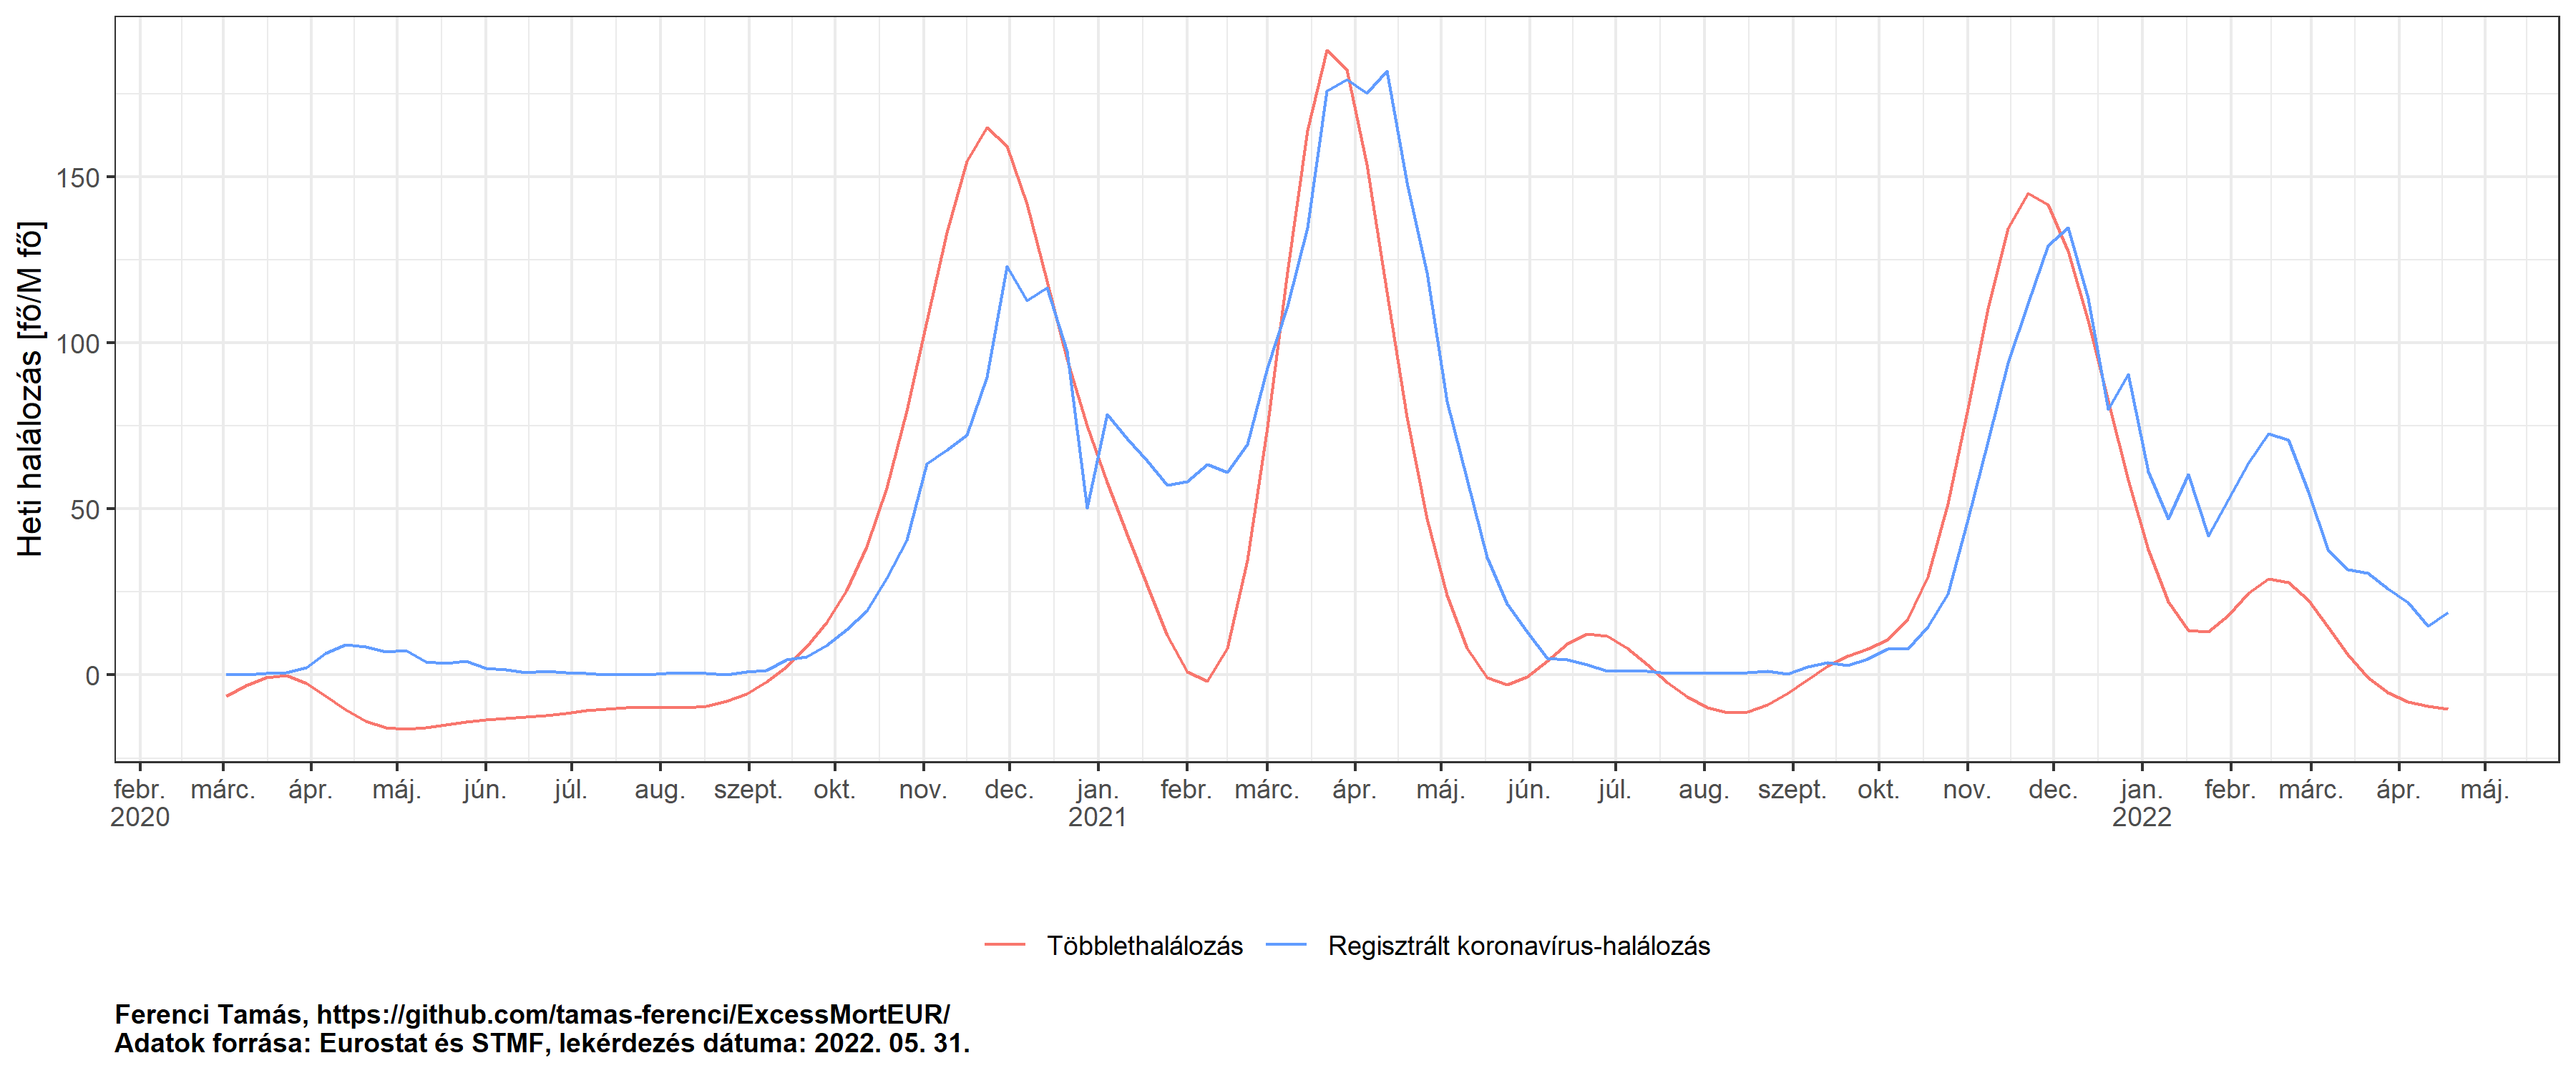 Heti halálozás [fő/M fő]
150
100
50
0
febr. márc. ápr. máj. jún. júl. aug. szept. okt. nov. dec. jan. febr. márc. ápr. máj. jún. júl. aug. szept. okt. nov. dec. jan. febr. márc. ápr. máj.
2020 2021 2022
Többlethalálozás Regisztrált koronavírus-halálozás
Ferenci Tamás, https://github.com/tamas-ferenci/ExcessMortEUR/
Adatok forrása: Eurostat és STMF, lekérdezés dátuma: 2022. 05. 31.